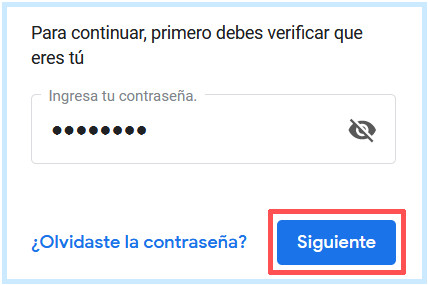 Para continuar, primero debes verificar que
eres tú
Ingresa tu contraseña.
••••••••
¿Olvidaste la contraseña?
Siguiente